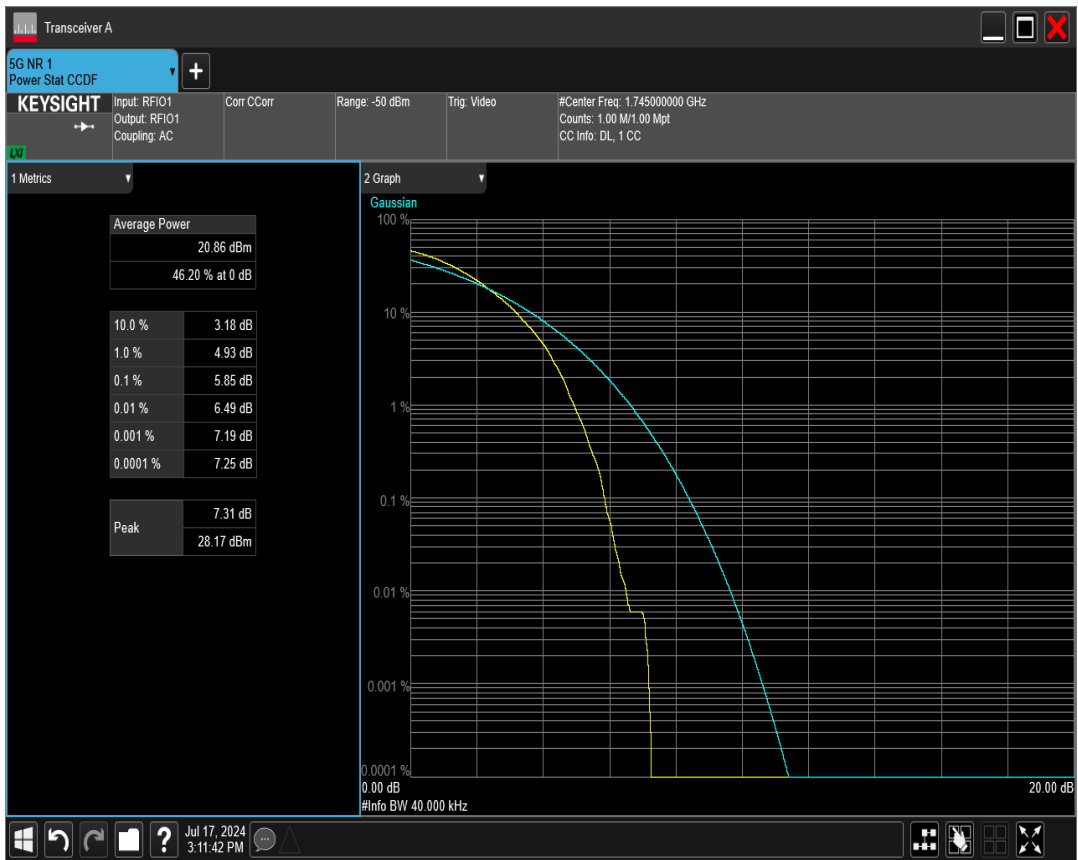 Transceiver A
5G NR 1
Power Stat CCDF
KEYSIGHT
LXI
Input: RFIO1
Output: RFIO1
Coupling: AC
Corr CCorr
Range: -50 dBm
Trig: Video
#Center Freq: 1.745000000 GHz
Counts: 1.00 M/1.00 Mpt
CC Info: DL, 1 CC
1 Metrics
Average Power
20.86 dBm
46.20 % at 0 dB
10.0 % 3.18 dB
1.0 % 4.93 dB
0.1 % 5.85 dB
0.01 % 6.49 dB
0.001 % 7.19 dB
0.0001 % 7.25 dB
Peak
7.31 dB
28.17 dBm
2 Graph
Gaussian
100 %
10 %
1 %
0.1 %
0.01 %
0.001 %
0.0001 %
0.00 dB 20.00 dB
#Info BW 40.000 kHz
? Jul 17, 2024
3:11:42 PM